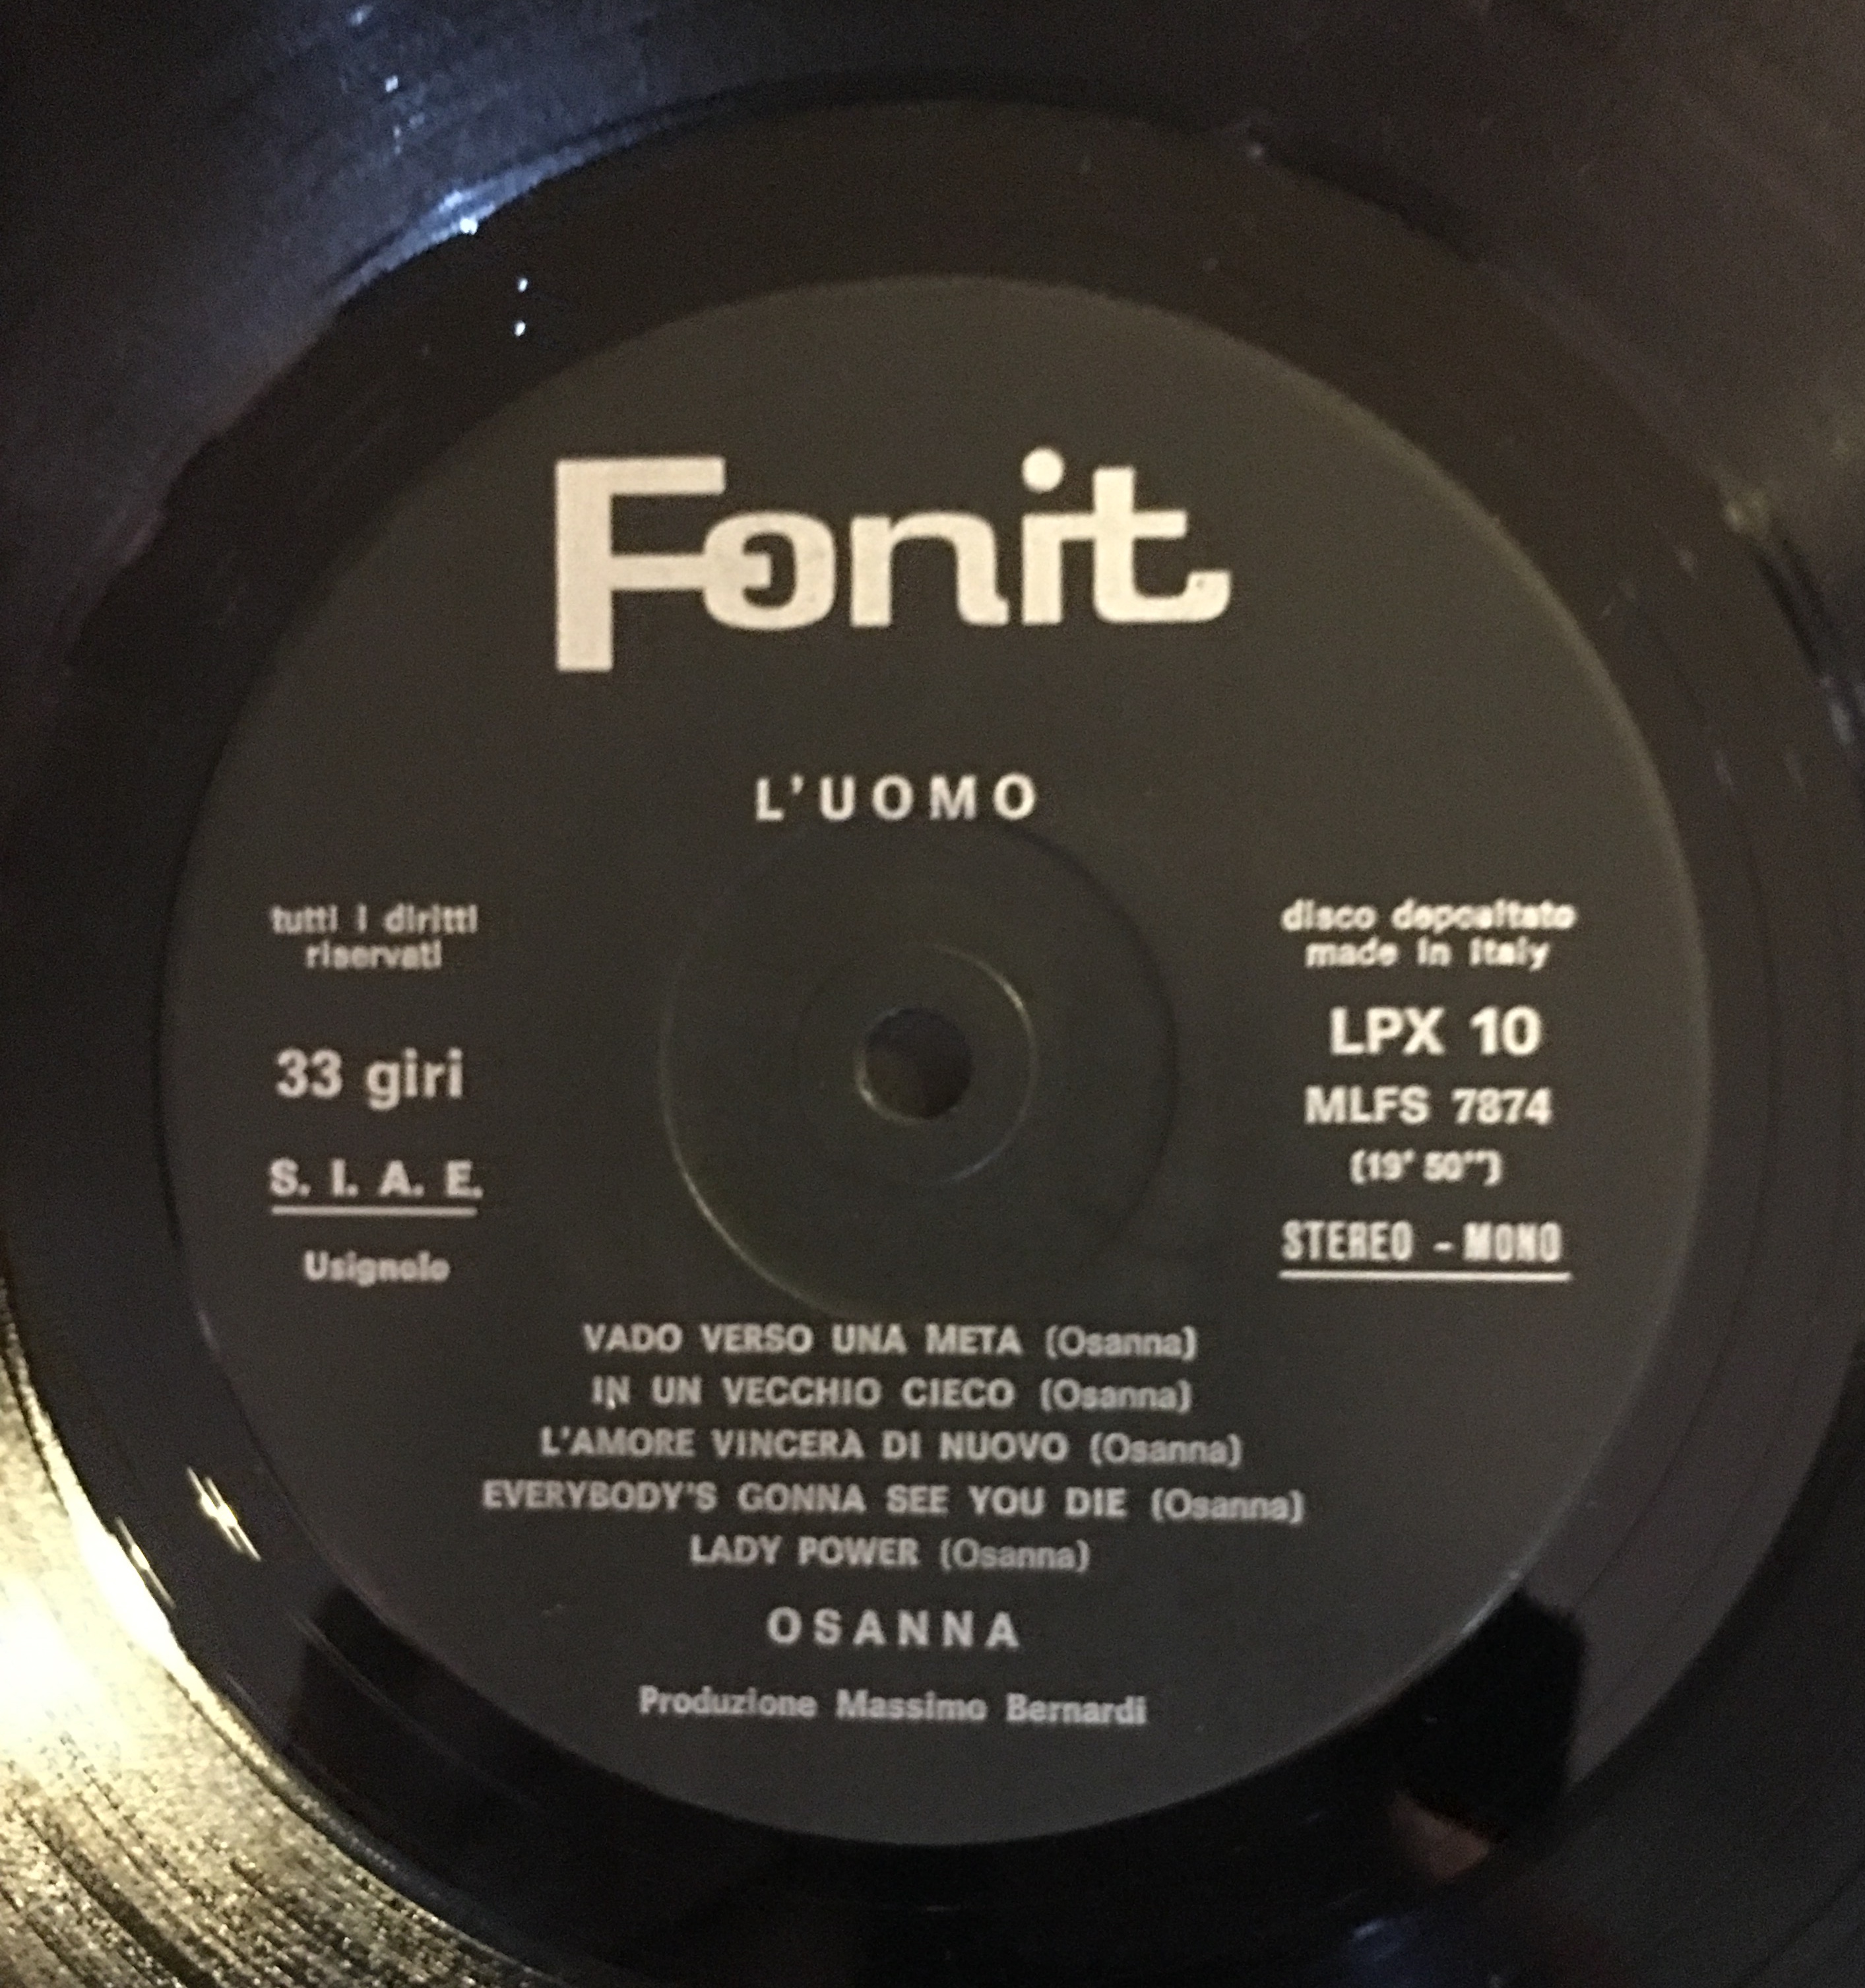 Fonit
L'UOMO
tutti i diritti
riservati
33 giri
S. I. A. E.
Usignolo
disco depositato
made in Italy
LPX 10
MLFS 7874
(19' 50'')
STEREO - MONO
VADO VERSO UNA META (Osanna)
IN UN VECCHIO CIECO (Osanna)
L'AMORE VINCERÀ DI NUOVO (Osanna)
EVERYBODY'S GONNA SEE YOU DIE (Osanna)
LADY POWER (Osanna)
OSANNA
Produzione Massimo Bernardi